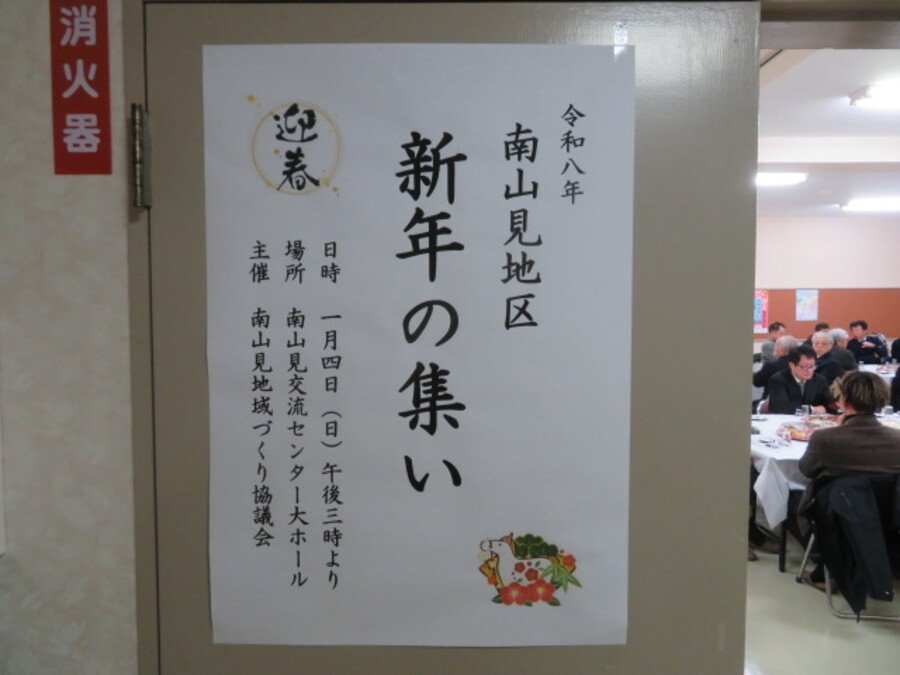 消火器
令和八年
南山見地区
新年の集い
迎春
日時 一月四日（日）午後三時より
場所 南山見交流センター大ホール
主催 南山見地域づくり協議会